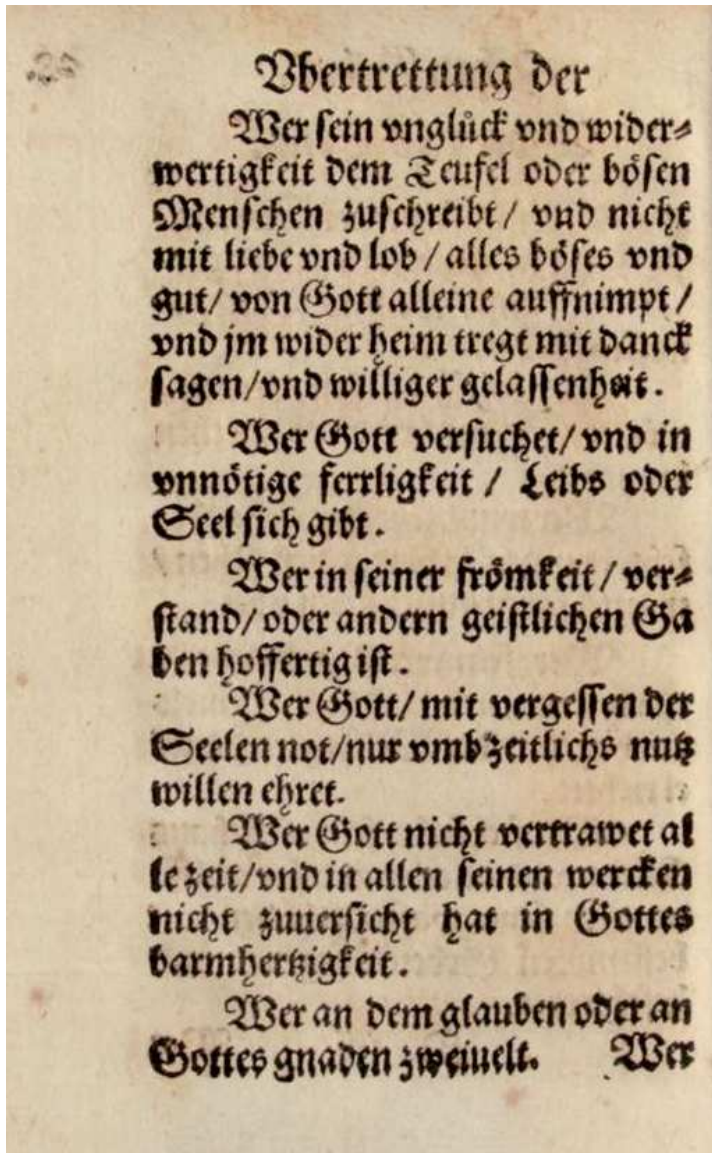 Vbertrettung der
Wer sein vnglück vnd wider⸗
wertigkeit dem Teufel oder bösen
Menschen zuschreibt / vnd nicht
mit liebe vnd lob / alles böses vnd
gut / von Gott alleine auffnimpt /
vnd jm wider heim tregt mit danck
sagen / vnd williger gelassenheit.
Wer Gott versuchet / vnd in
vnnötige ferrligkeit / Leibs oder
Seel sich gibt.
Wer in seiner frömkeit / ver⸗
stand / oder andern geistlichen Ga
ben hoffertig ist.
Wer Gott / mit vergessen der
Seelen not / nur vmb zeitlichs nutz
willen ehret.
Wer Gott nicht vertrawet al
le zeit / vnd in allen seinen wercken
nicht zuuersicht hat in Gottes
barmhertzigkeit.
Wer an dem glauben oder an
Gottes gnaden zweiuelt. Wer